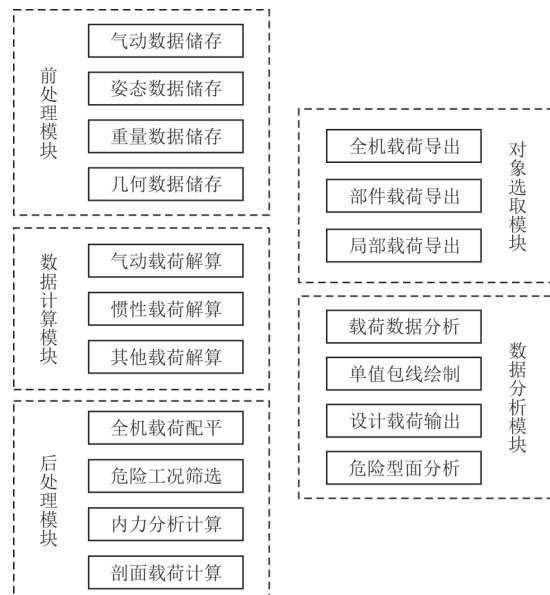 前处理模块
气动数据储存
姿态数据储存
重量数据储存
几何数据储存
数据计算模块
气动载荷解算
惯性载荷解算
其他载荷解算
后处理模块
全机载荷配平
危险工况筛选
内力分析计算
剖面载荷计算
对象选取模块
全机载荷导出
部件载荷导出
局部载荷导出
数据分析模块
载荷数据分析
单值包线绘制
设计载荷输出
危险型面分析